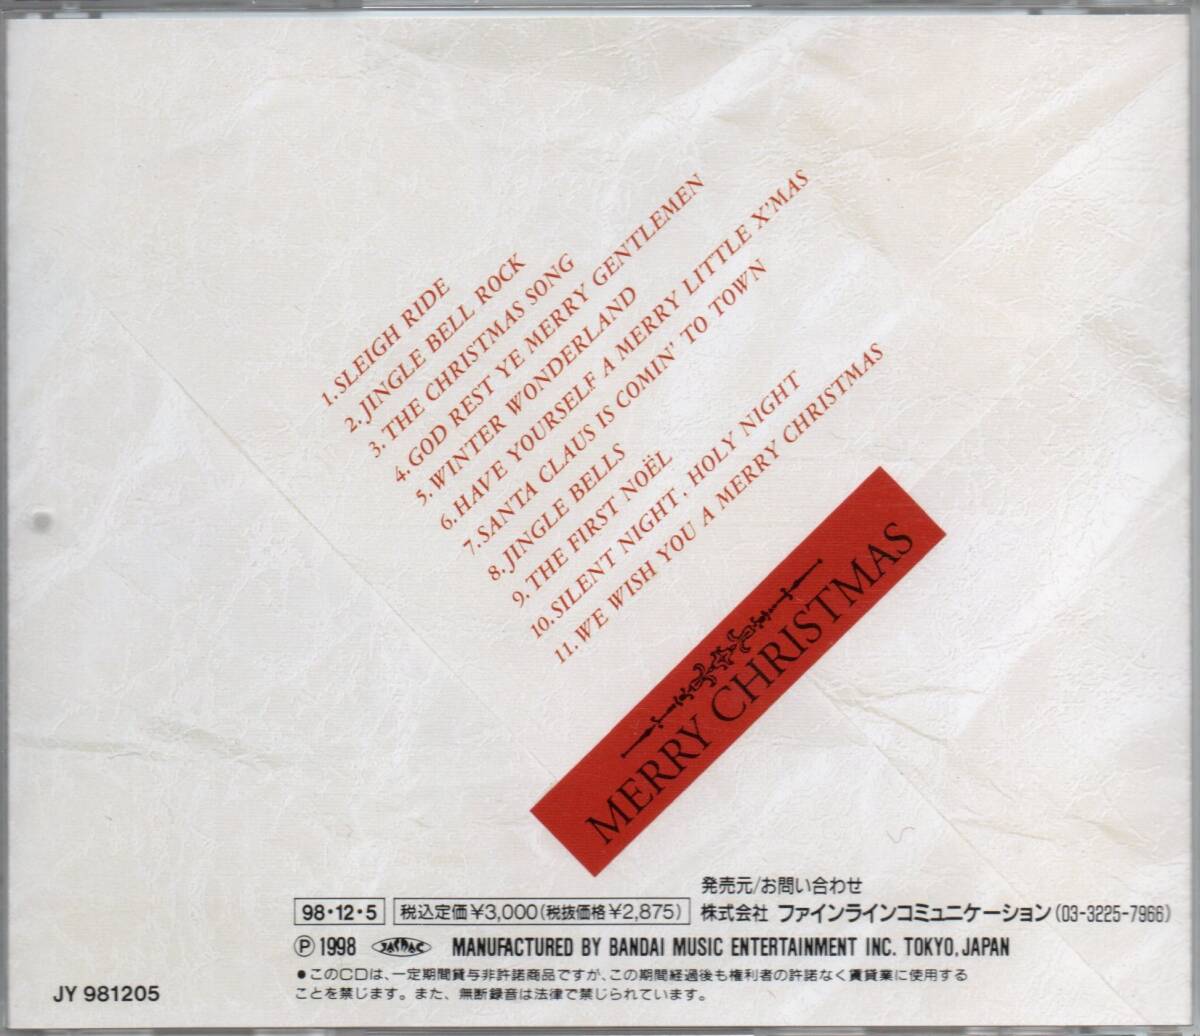 1. SLEIGH RIDE
2. JINGLE BELL ROCK
3. THE CHRISTMAS SONG
4. GOD REST YE MERRY GENTLEMEN
5. WINTER WONDERLAND
6. HAVE YOURSELF A MERRY LITTLE X'MAS
7. SANTA CLAUS IS COMIN' TO TOWN
8. JINGLE BELLS
9. THE FIRST NOËL
10. SILENT NIGHT, HOLY NIGHT
11. WE WISH YOU A MERRY CHRISTMAS
MERRY CHRISTMAS
発売元/お問い合わせ
98・12・5 税込定価¥3,000(税抜価格¥2,875) 株式会社 ファインラインコミュニケーション(03-3225-7966)
Ⓟ1998 JASRAC MANUFACTURED BY BANDAI MUSIC ENTERTAINMENT INC. TOKYO, JAPAN
●このCDは、一定期間貸与非許諾商品ですが、この期間経過後も権利者の許諾なく賃貸業に使用する
ことを禁じます。また、無断録音は法律で禁じられています。
JY 981205